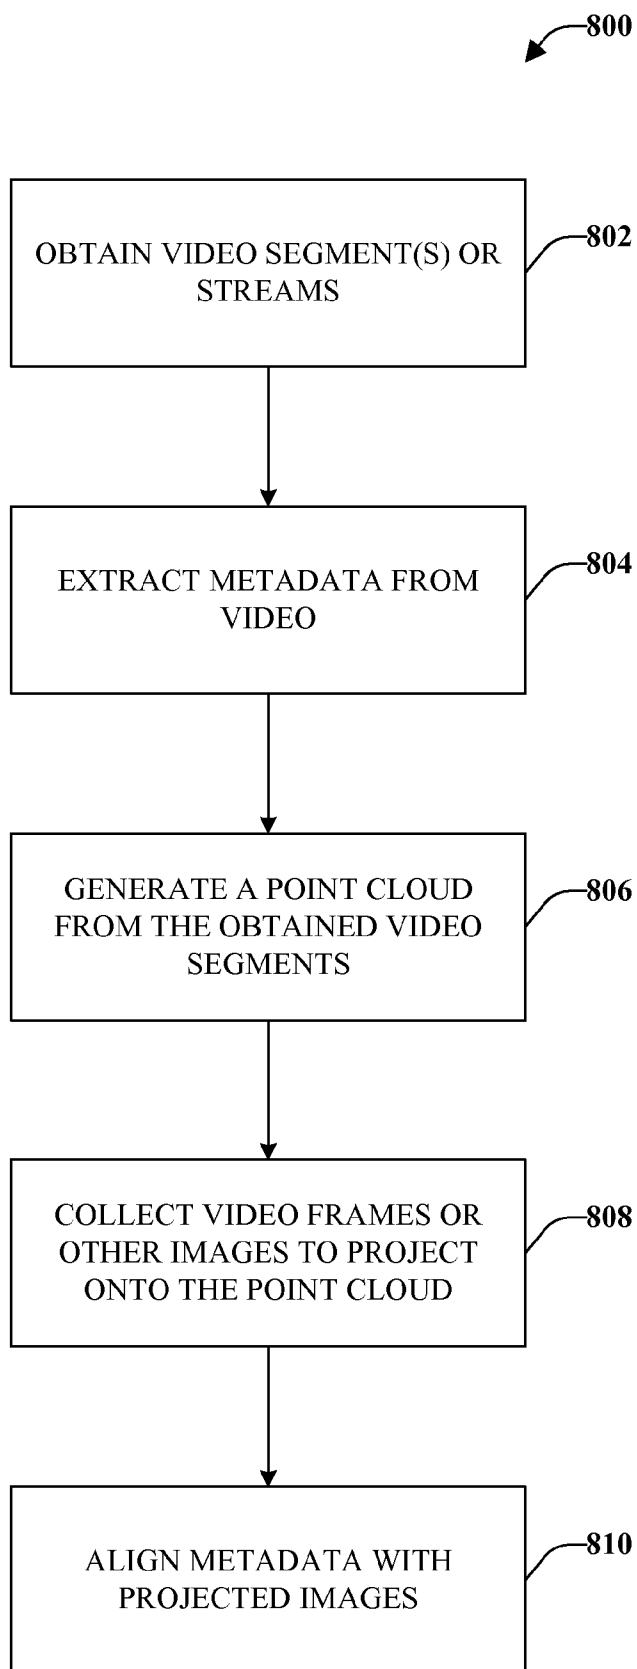 800
OBTAIN VIDEO SEGMENT(S) OR
STREAMS
802
EXTRACT METADATA FROM
VIDEO
804
GENERATE A POINT CLOUD
FROM THE OBTAINED VIDEO
SEGMENTS
806
COLLECT VIDEO FRAMES OR
OTHER IMAGES TO PROJECT
ONTO THE POINT CLOUD
808
ALIGN METADATA WITH
PROJECTED IMAGES
810